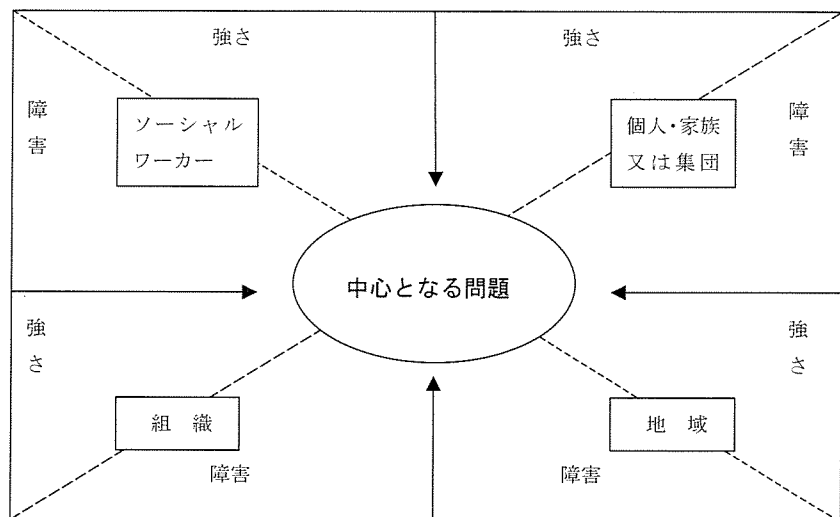 強さ
強さ
障害
ソーシャル
ワーカー
個人・家族
又は集団
障害
中心となる問題
強さ
強さ
組　織
地　域
障害
障害